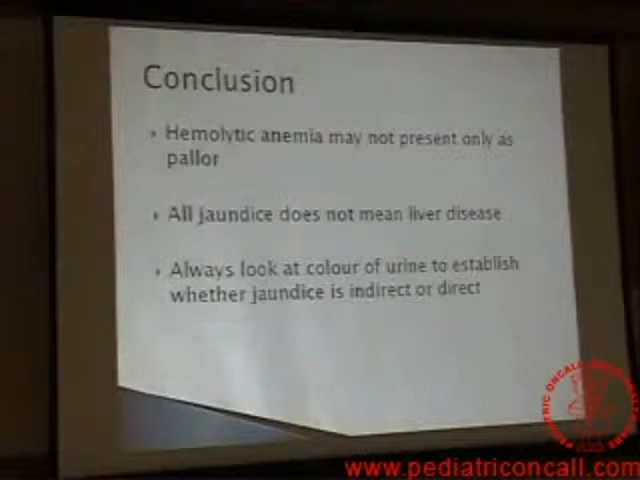 Conclusion
Hemolytic anemia may not present only as
pallor
All jaundice does not mean liver disease
Always look at colour of urine to establish
whether jaundice is indirect or direct
www.pediatriconcall.com